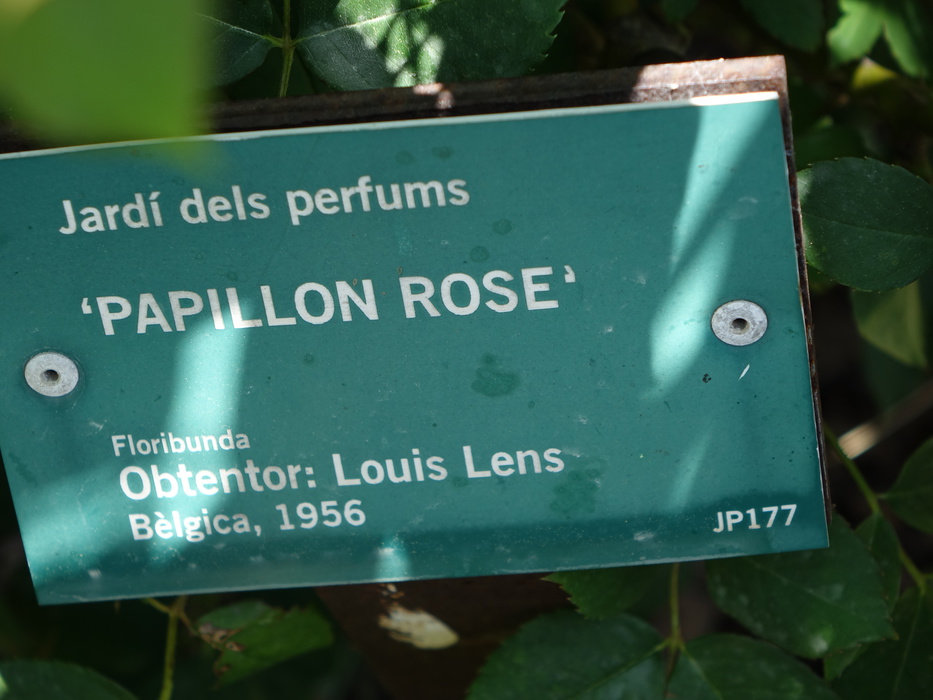 Jardí dels perfums
‘PAPILLON ROSE‛
Floribunda
Obtentor: Louis Lens
Bèlgica, 1956
JP177